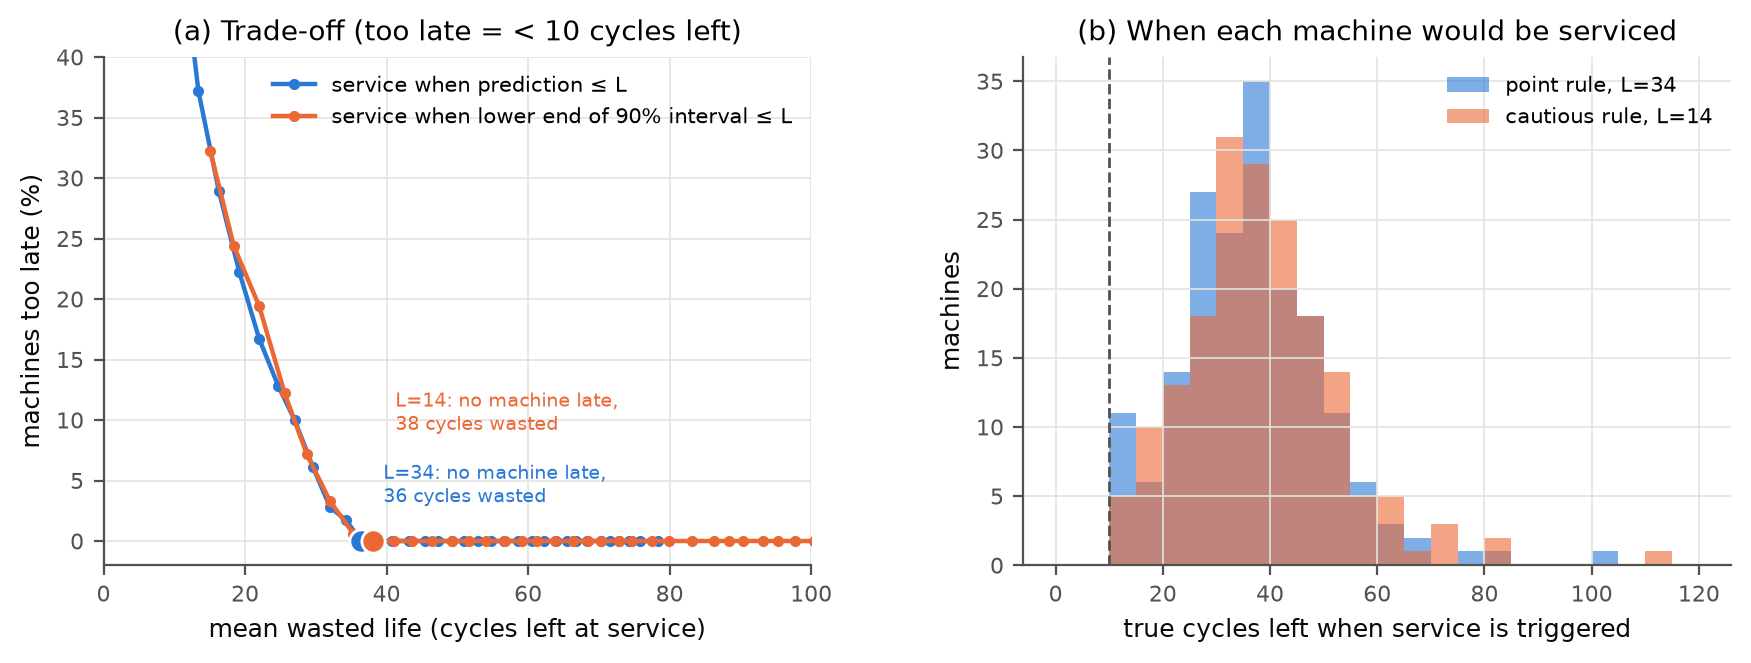 (a) Trade-off (too late = < 10 cycles left)
service when prediction ≤ L
service when lower end of 90% interval ≤ L
L=14: no machine late,
38 cycles wasted
L=34: no machine late,
36 cycles wasted
machines too late (%)
40
35
30
25
20
15
10
5
0
0 20 40 60 80 100
mean wasted life (cycles left at service)
(b) When each machine would be serviced
point rule, L=34
cautious rule, L=14
machines
35
30
25
20
15
10
5
0
0 20 40 60 80 100 120
true cycles left when service is triggered